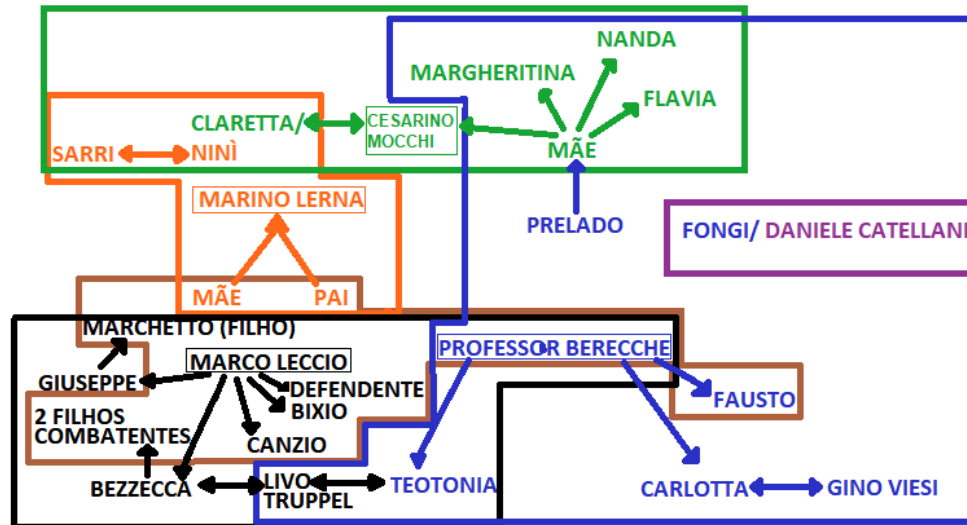 NANDA
MARGHERITINA
FLAVIA
CLARETTA/
CESARINO
MOCCHI
MÃE
SARRI
NINÌ
MARINO LERNA
PRELADO
FONGI/ DANIELE CATELLANI
MÃE
PAI
MARCHETTO (FILHO)
MARCO LECCIO
PROFESSOR BERECCHE
GIUSEPPE
DEFENDENTE
BIXIO
FAUSTO
2 FILHOS
COMBATENTES
CANZIO
BEZZECCA
LIVO
TRUPPEL
TEOTONIA
CARLOTTA
GINO VIESI